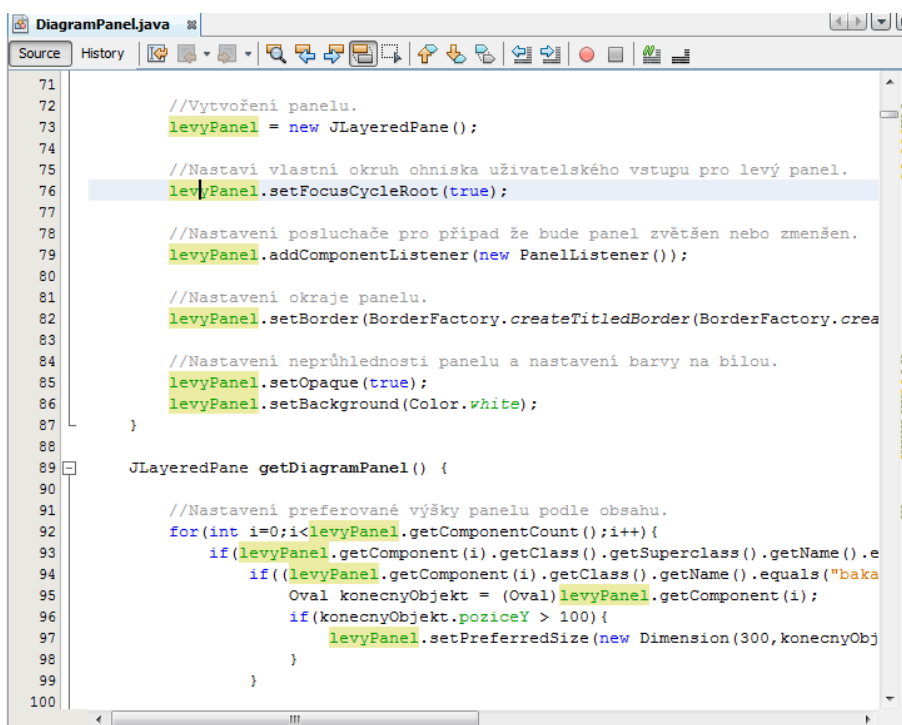 DiagramPanel.java
Source History
71
72 //Vytvoření panelu.
73 levyPanel = new JLayeredPane();
74
75 //Nastaví vlastní okruh ohniska uživatelského vstupu pro levý panel.
76 levyPanel.setFocusCycleRoot(true);
77
78 //Nastavení posluchače pro případ že bude panel zvětšen nebo zmenšen.
79 levyPanel.addComponentListener(new PanelListener());
80
81 //Nastavení okraje panelu.
82 levyPanel.setBorder(BorderFactory.createTitledBorder(BorderFactory.crea
83
84 //Nastavení neprůhlednosti panelu a nastavení barvy na bílou.
85 levyPanel.setOpaque(true);
86 levyPanel.setBackground(Color.white);
87 }
88
89 JLayeredPane getDiagramPanel() {
90
91 //Nastavení preferované výšky panelu podle obsahu.
92 for(int i=0;i<levyPanel.getComponentCount();i++){
93 if(levyPanel.getComponent(i).getClass().getSuperclass().getName().e
94 if((levyPanel.getComponent(i).getClass().getName().equals("baka
95 Oval konecnyObjekt = (Oval)levyPanel.getComponent(i);
96 if(konecnyObjekt.poziceY > 100){
97 levyPanel.setPreferredSize(new Dimension(300,konecnyObj
98 }
99 }
100